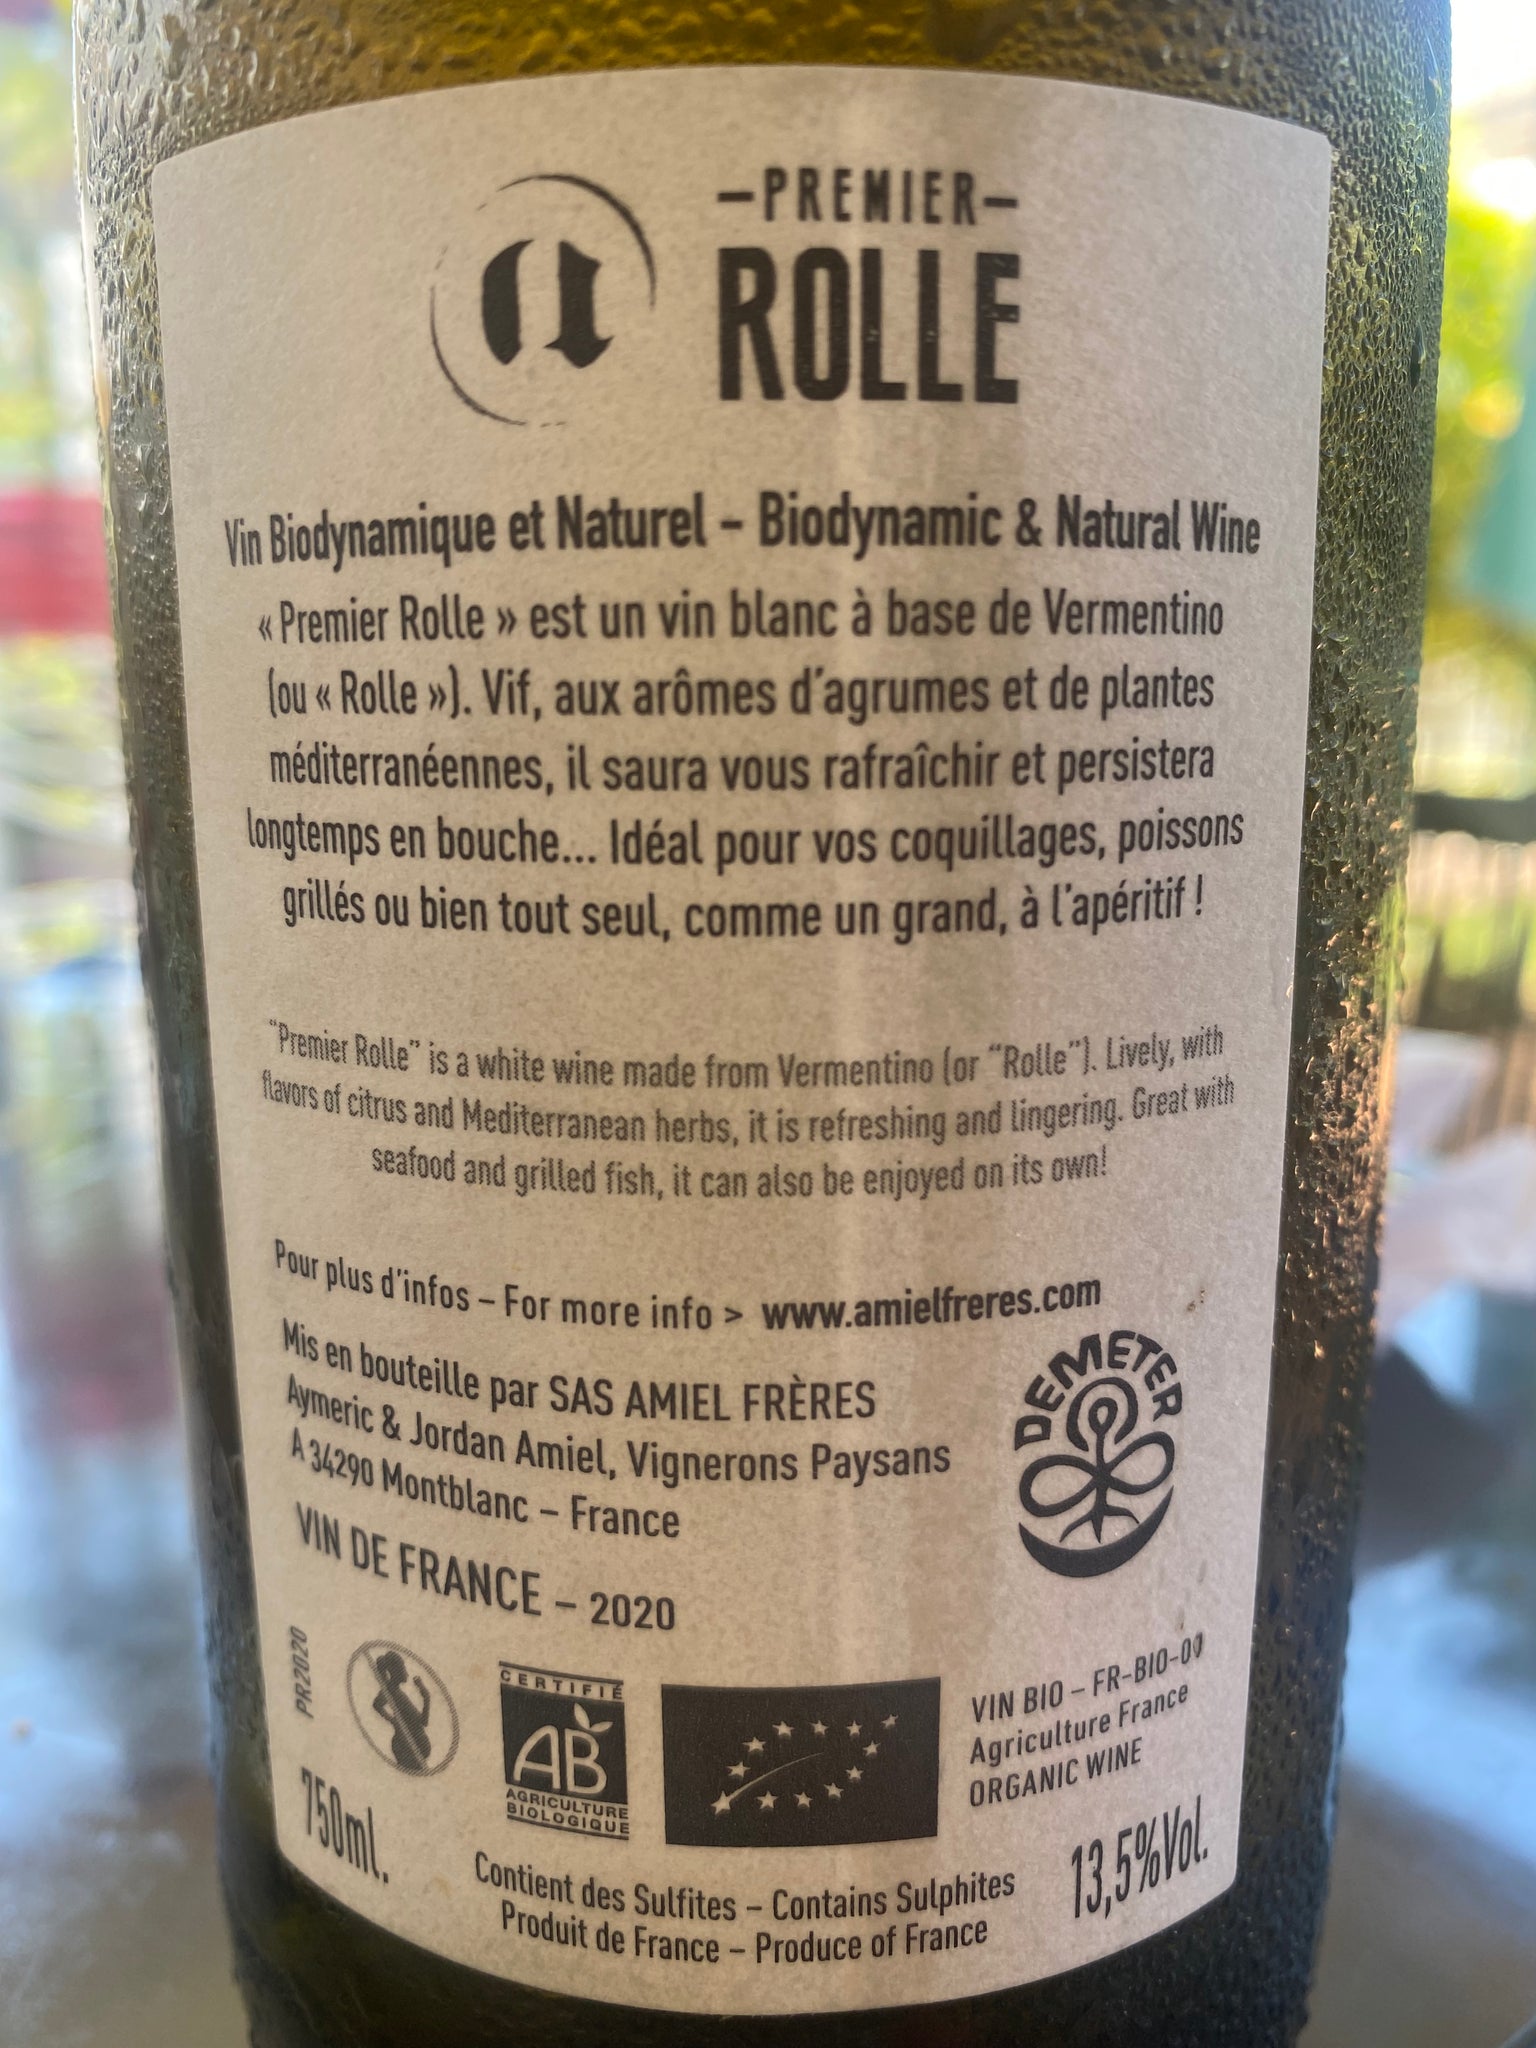 a
–PREMIER–
ROLLE
Vin Biodynamique et Naturel – Biodynamic & Natural Wine
« Premier Rolle » est un vin blanc à base de Vermentino
(ou « Rolle »). Vif, aux arômes d'agrumes et de plantes
méditerranéennes, il saura vous rafraîchir et persistera
longtemps en bouche... Idéal pour vos coquillages, poissons
grillés ou bien tout seul, comme un grand, à l'apéritif !
"Premier Rolle" is a white wine made from Vermentino (or "Rolle"). Lively, with
flavors of citrus and Mediterranean herbs, it is refreshing and lingering. Great with
seafood and grilled fish, it can also be enjoyed on its own!
Pour plus d'infos – For more info > www.amielfreres.com
Mis en bouteille par SAS AMIEL FRÈRES
Aymeric & Jordan Amiel, Vignerons Paysans
A 34290 Montblanc – France
DEMETER
VIN DE FRANCE – 2020
PR2020
CERTIFIÉ
AB
AGRICULTURE
BIOLOGIQUE
VIN BIO –
Agriculture France
ORGANIC WINE
750ml.
13,5%Vol.
Contient des Sulfites – Contains Sulphites
Produit de France – Produce of France